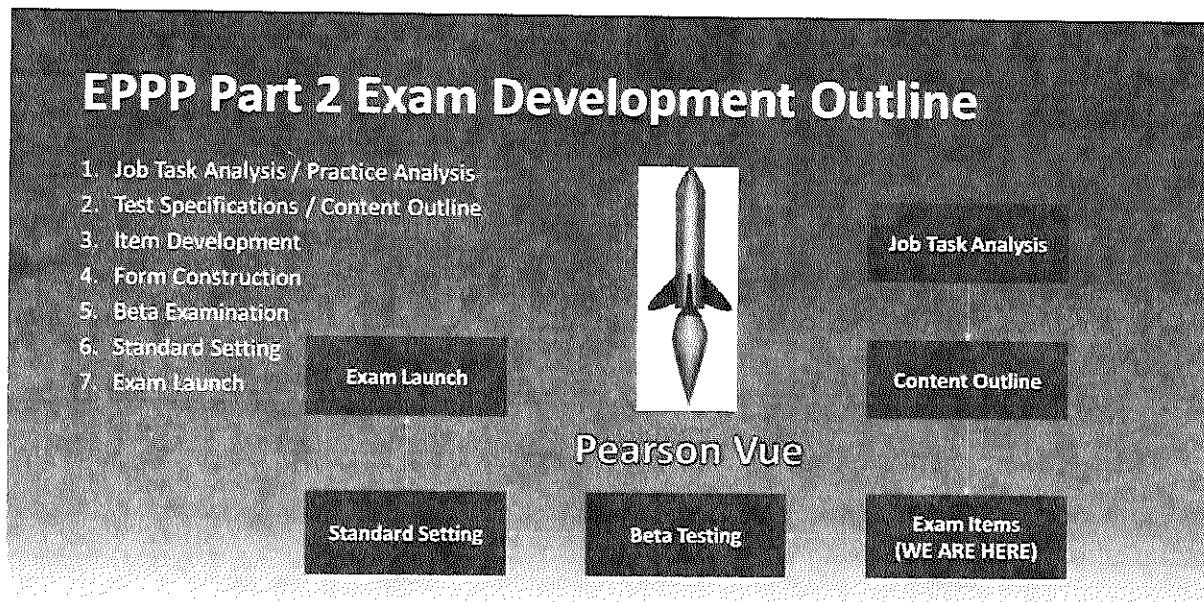 EPPP Part 2 Exam Development Outline
1. Job Task Analysis / Practice Analysis
2. Test Specifications / Content Outline
3. Item Development
4. Form Construction
5. Beta Examination
6. Standard Setting
7. Exam Launch
Exam Launch
Job Task Analysis
Content Outline
Pearson Vue
Standard Setting
Beta Testing
Exam Items
(WE ARE HERE)